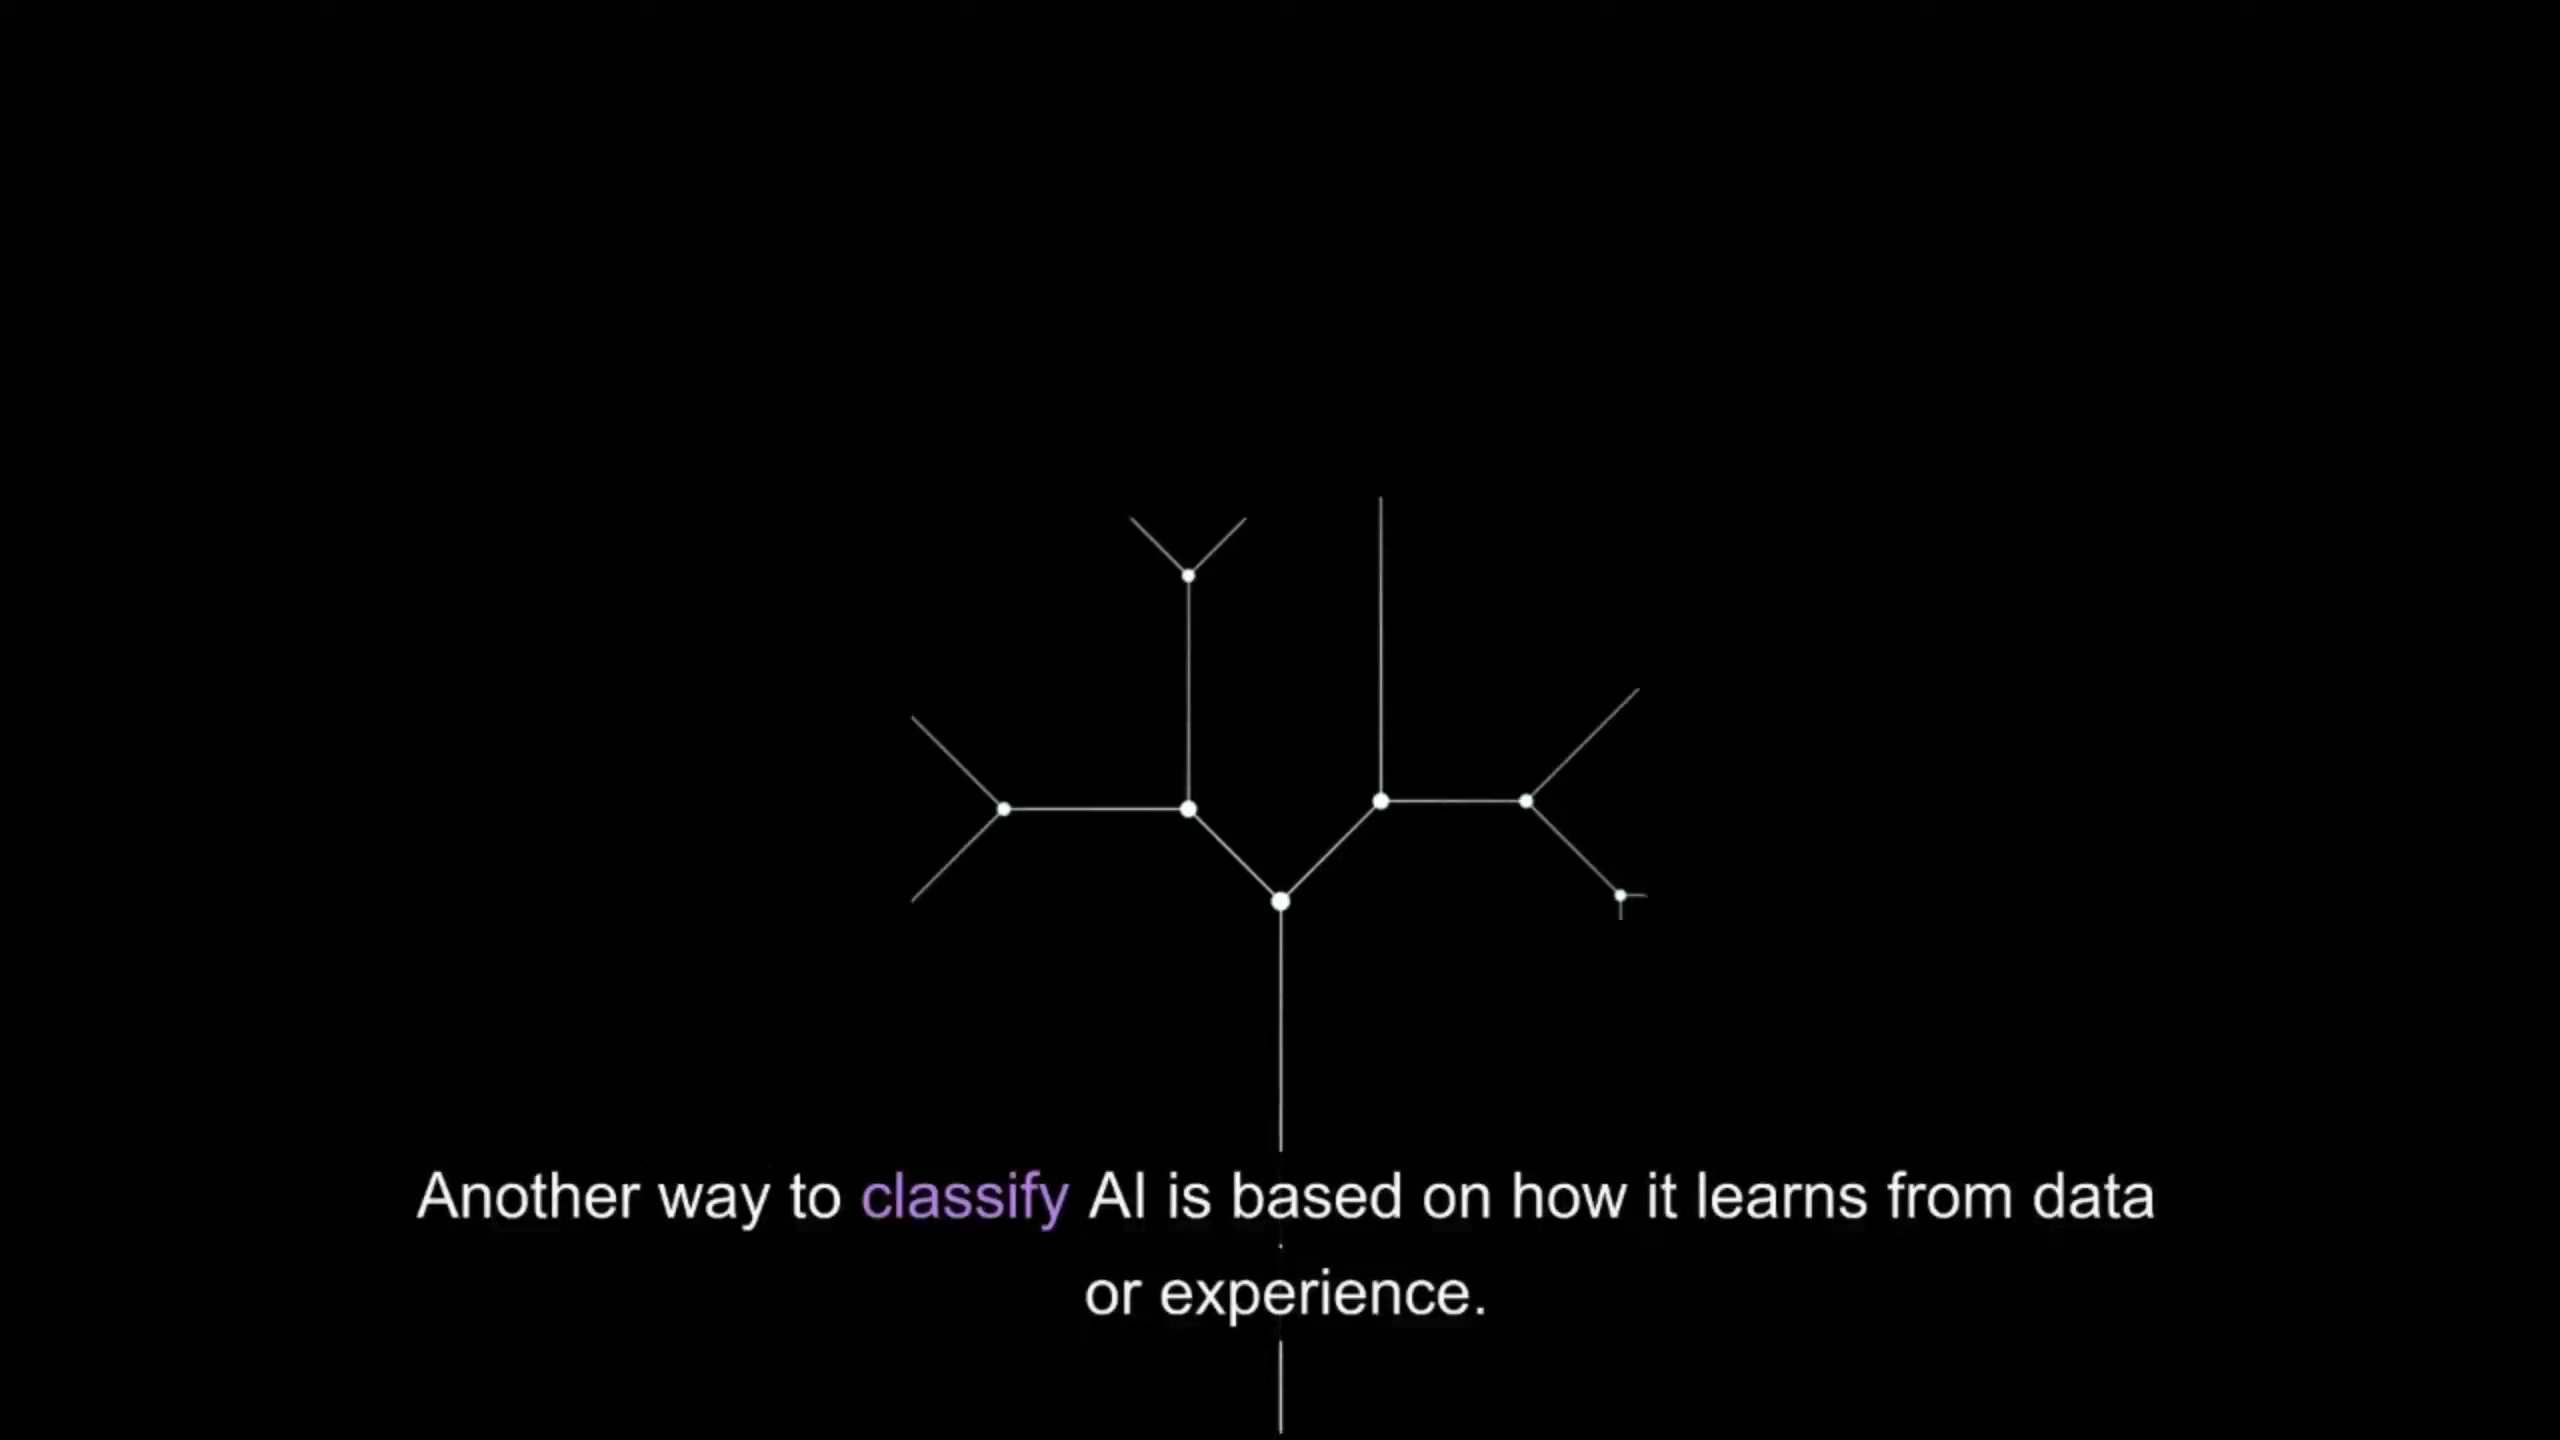 Another way to classify AI is based on how it learns from data
or experience.